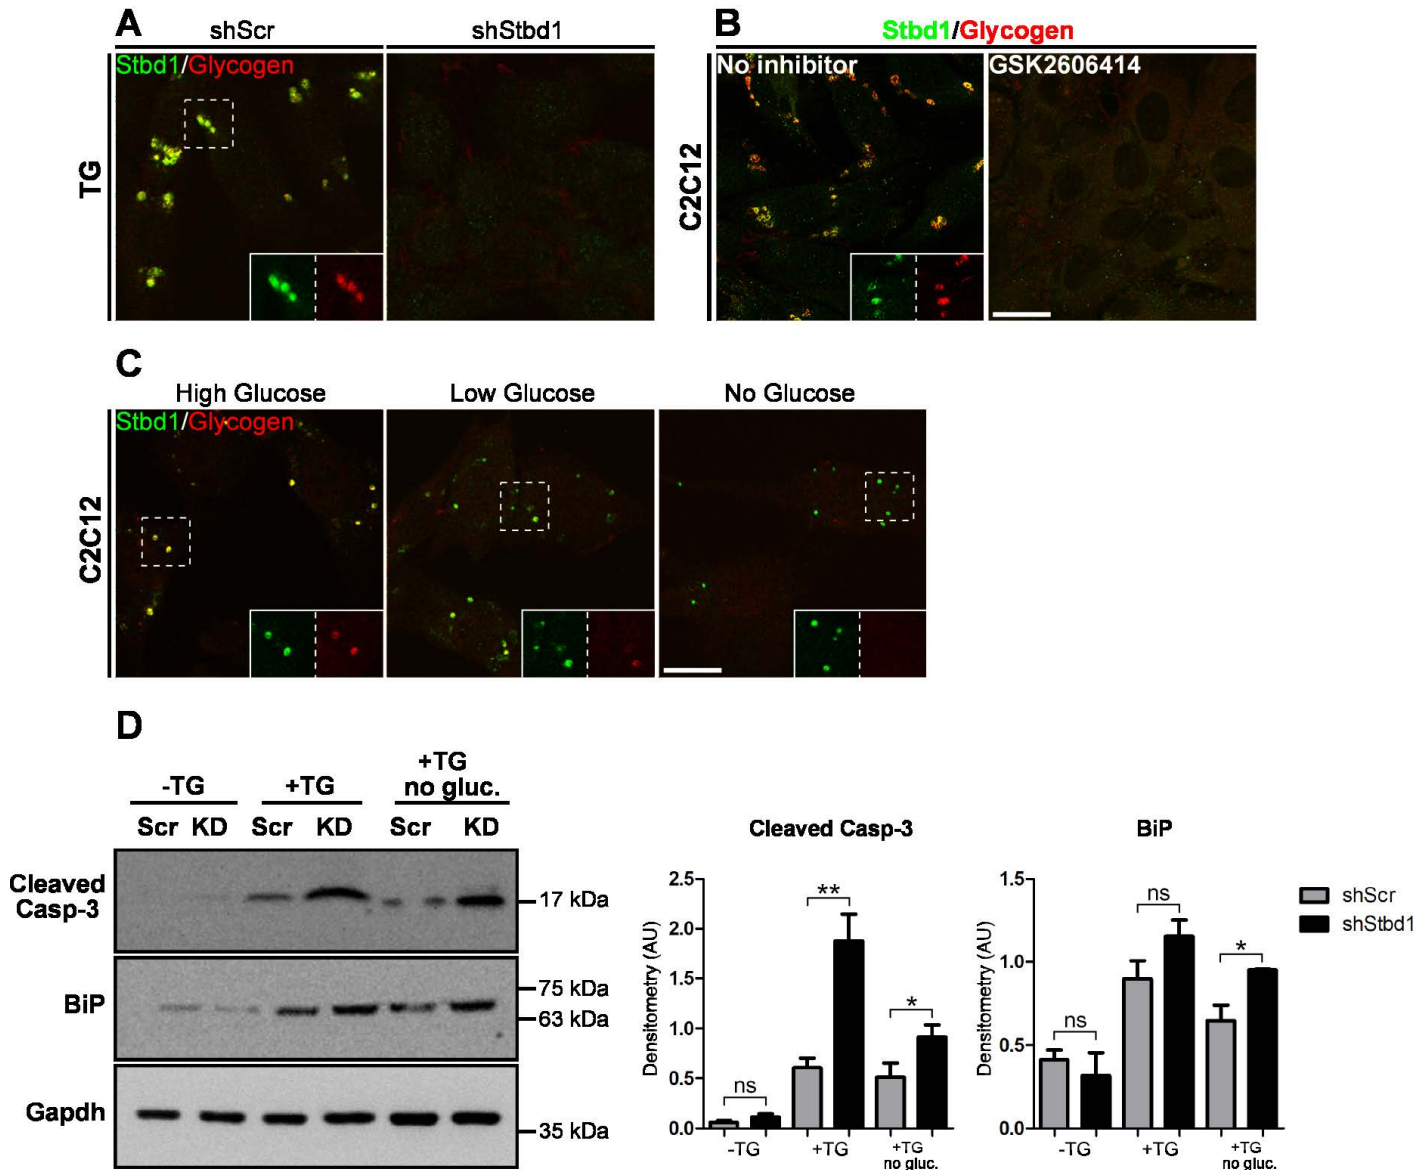 A
shScr
shStbd1
Stbd1/Glycogen
TG
B
Stbd1/Glycogen
No inhibitor
GSK2606414
C2C12
C
High Glucose
Low Glucose
No Glucose
Stbd1/Glycogen
C2C12
D
-TG
+TG
+TG
no gluc.
Scr KD Scr KD Scr KD
Cleaved
Casp-3
17 kDa
BiP
75 kDa
63 kDa
Gapdh
35 kDa
Cleaved Casp-3
Densitometry (AU)
2.5
2.0
1.5
1.0
0.5
0.0
ns
**
*
-TG
+TG
+TG
no gluc.
BiP
Densitometry (AU)
1.5
1.0
0.5
0.0
ns
ns
*
-TG
+TG
+TG
no gluc.
shScr
shStbd1